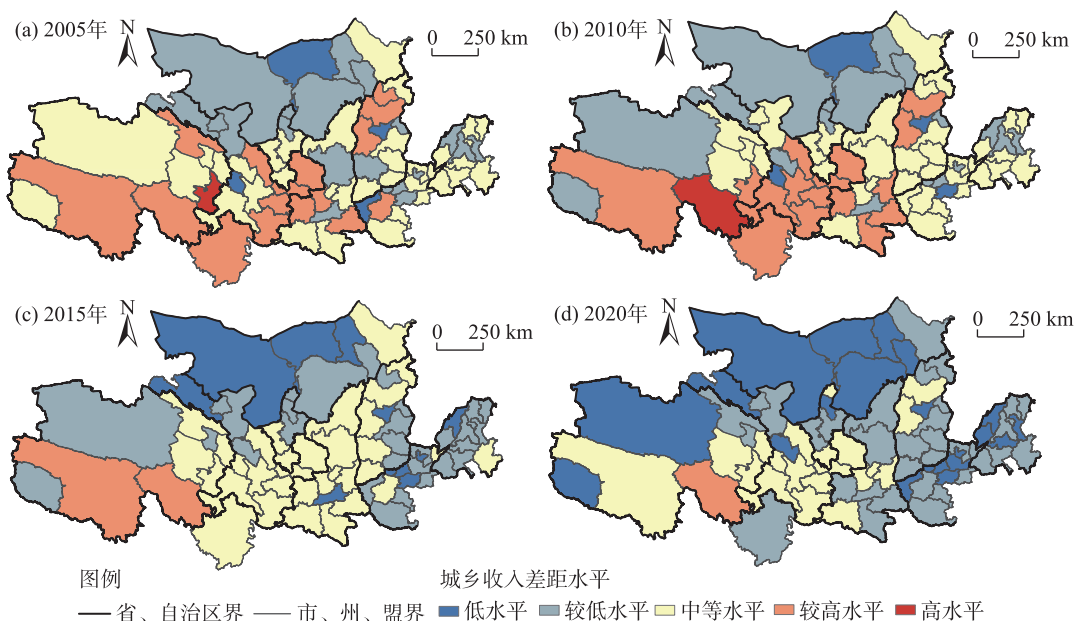 (a) 2005年
N
0 250 km
(b) 2010年
N
0 250 km
(c) 2015年
N
0 250 km
(d) 2020年
N
0 250 km
图例
城乡收入差距水平
省、自治区界 市、州、盟界 低水平 较低水平 中等水平 较高水平 高水平